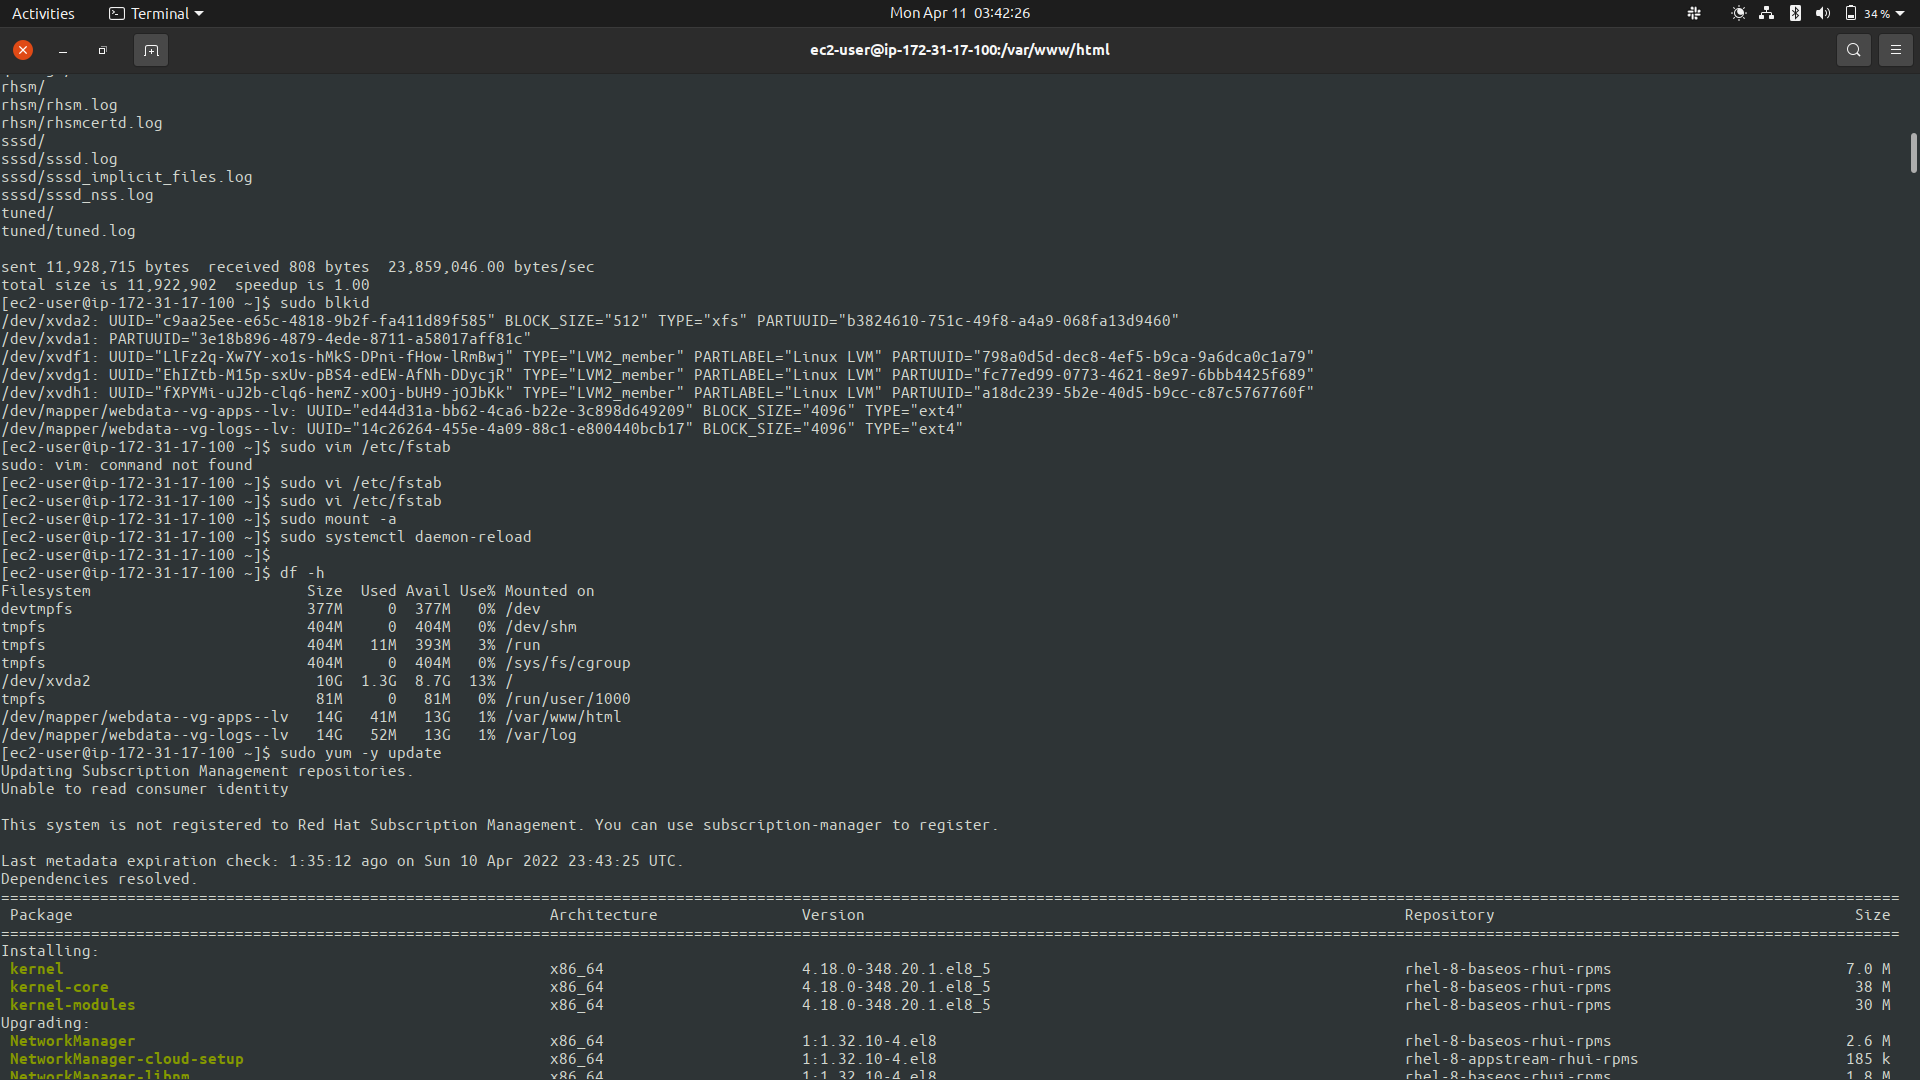 Activities Terminal Mon Apr 11 03:42:26 34 %
ec2-user@ip-172-31-17-100:/var/www/html
rhsm/
rhsm/rhsm.log
rhsm/rhsmcertd.log
sssd/
sssd/sssd.log
sssd/sssd_implicit_files.log
sssd/sssd_nss.log
tuned/
tuned/tuned.log
sent 11,928,715 bytes  received 808 bytes  23,859,046.00 bytes/sec
total size is 11,922,902  speedup is 1.00
[ec2-user@ip-172-31-17-100 ~]$ sudo blkid
/dev/xvda2: UUID="c9aa25ee-e65c-4818-9b2f-fa411d89f585" BLOCK_SIZE="512" TYPE="xfs" PARTUUID="b3824610-751c-49f8-a4a9-068fa13d9460"
/dev/xvda1: PARTUUID="3e18b896-4879-4ede-8711-a58017aff81c"
/dev/xvdf1: UUID="LlFz2q-Xw7Y-xo1s-hMkS-DPni-fHow-lRmBwj" TYPE="LVM2_member" PARTLABEL="Linux LVM" PARTUUID="798a0d5d-dec8-4ef5-b9ca-9a6dca0c1a79"
/dev/xvdg1: UUID="EhIZtb-M15p-sxUv-pBS4-edEW-AfNh-DDycjR" TYPE="LVM2_member" PARTLABEL="Linux LVM" PARTUUID="fc77ed99-0773-4621-8e97-6bbb4425f689"
/dev/xvdh1: UUID="fXPYMi-uJ2b-clq6-hemZ-xOOj-bUH9-jOJbKk" TYPE="LVM2_member" PARTLABEL="Linux LVM" PARTUUID="a18dc239-5b2e-40d5-b9cc-c87c5767760f"
/dev/mapper/webdata--vg-apps--lv: UUID="ed44d31a-bb62-4ca6-b22e-3c898d649209" BLOCK_SIZE="4096" TYPE="ext4"
/dev/mapper/webdata--vg-logs--lv: UUID="14c26264-455e-4a09-88c1-e800440bcb17" BLOCK_SIZE="4096" TYPE="ext4"
[ec2-user@ip-172-31-17-100 ~]$ sudo vim /etc/fstab
sudo: vim: command not found
[ec2-user@ip-172-31-17-100 ~]$ sudo vi /etc/fstab
[ec2-user@ip-172-31-17-100 ~]$ sudo vi /etc/fstab
[ec2-user@ip-172-31-17-100 ~]$ sudo mount -a
[ec2-user@ip-172-31-17-100 ~]$ sudo systemctl daemon-reload
[ec2-user@ip-172-31-17-100 ~]$
[ec2-user@ip-172-31-17-100 ~]$ df -h
Filesystem                        Size  Used Avail Use% Mounted on
devtmpfs                          377M     0  377M   0% /dev
tmpfs                             404M     0  404M   0% /dev/shm
tmpfs                             404M   11M  393M   3% /run
tmpfs                             404M     0  404M   0% /sys/fs/cgroup
/dev/xvda2                         10G  1.3G  8.7G  13% /
tmpfs                              81M     0   81M   0% /run/user/1000
/dev/mapper/webdata--vg-apps--lv   14G   41M   13G   1% /var/www/html
/dev/mapper/webdata--vg-logs--lv   14G   52M   13G   1% /var/log
[ec2-user@ip-172-31-17-100 ~]$ sudo yum -y update
Updating Subscription Management repositories.
Unable to read consumer identity
This system is not registered to Red Hat Subscription Management. You can use subscription-manager to register.
Last metadata expiration check: 1:35:12 ago on Sun 10 Apr 2022 23:43:25 UTC.
Dependencies resolved.
Package Architecture Version Repository Size
Installing:
kernel x86_64 4.18.0-348.20.1.el8_5 rhel-8-baseos-rhui-rpms 7.0 M
kernel-core x86_64 4.18.0-348.20.1.el8_5 rhel-8-baseos-rhui-rpms 38 M
kernel-modules x86_64 4.18.0-348.20.1.el8_5 rhel-8-baseos-rhui-rpms 30 M
Upgrading:
NetworkManager x86_64 1:1.32.10-4.el8 rhel-8-baseos-rhui-rpms 2.6 M
NetworkManager-cloud-setup x86_64 1:1.32.10-4.el8 rhel-8-appstream-rhui-rpms 185 k
NetworkManager-libnm x86_64 1:1.32.10-4.el8 rhel-8-baseos-rhui-rpms 1.8 M